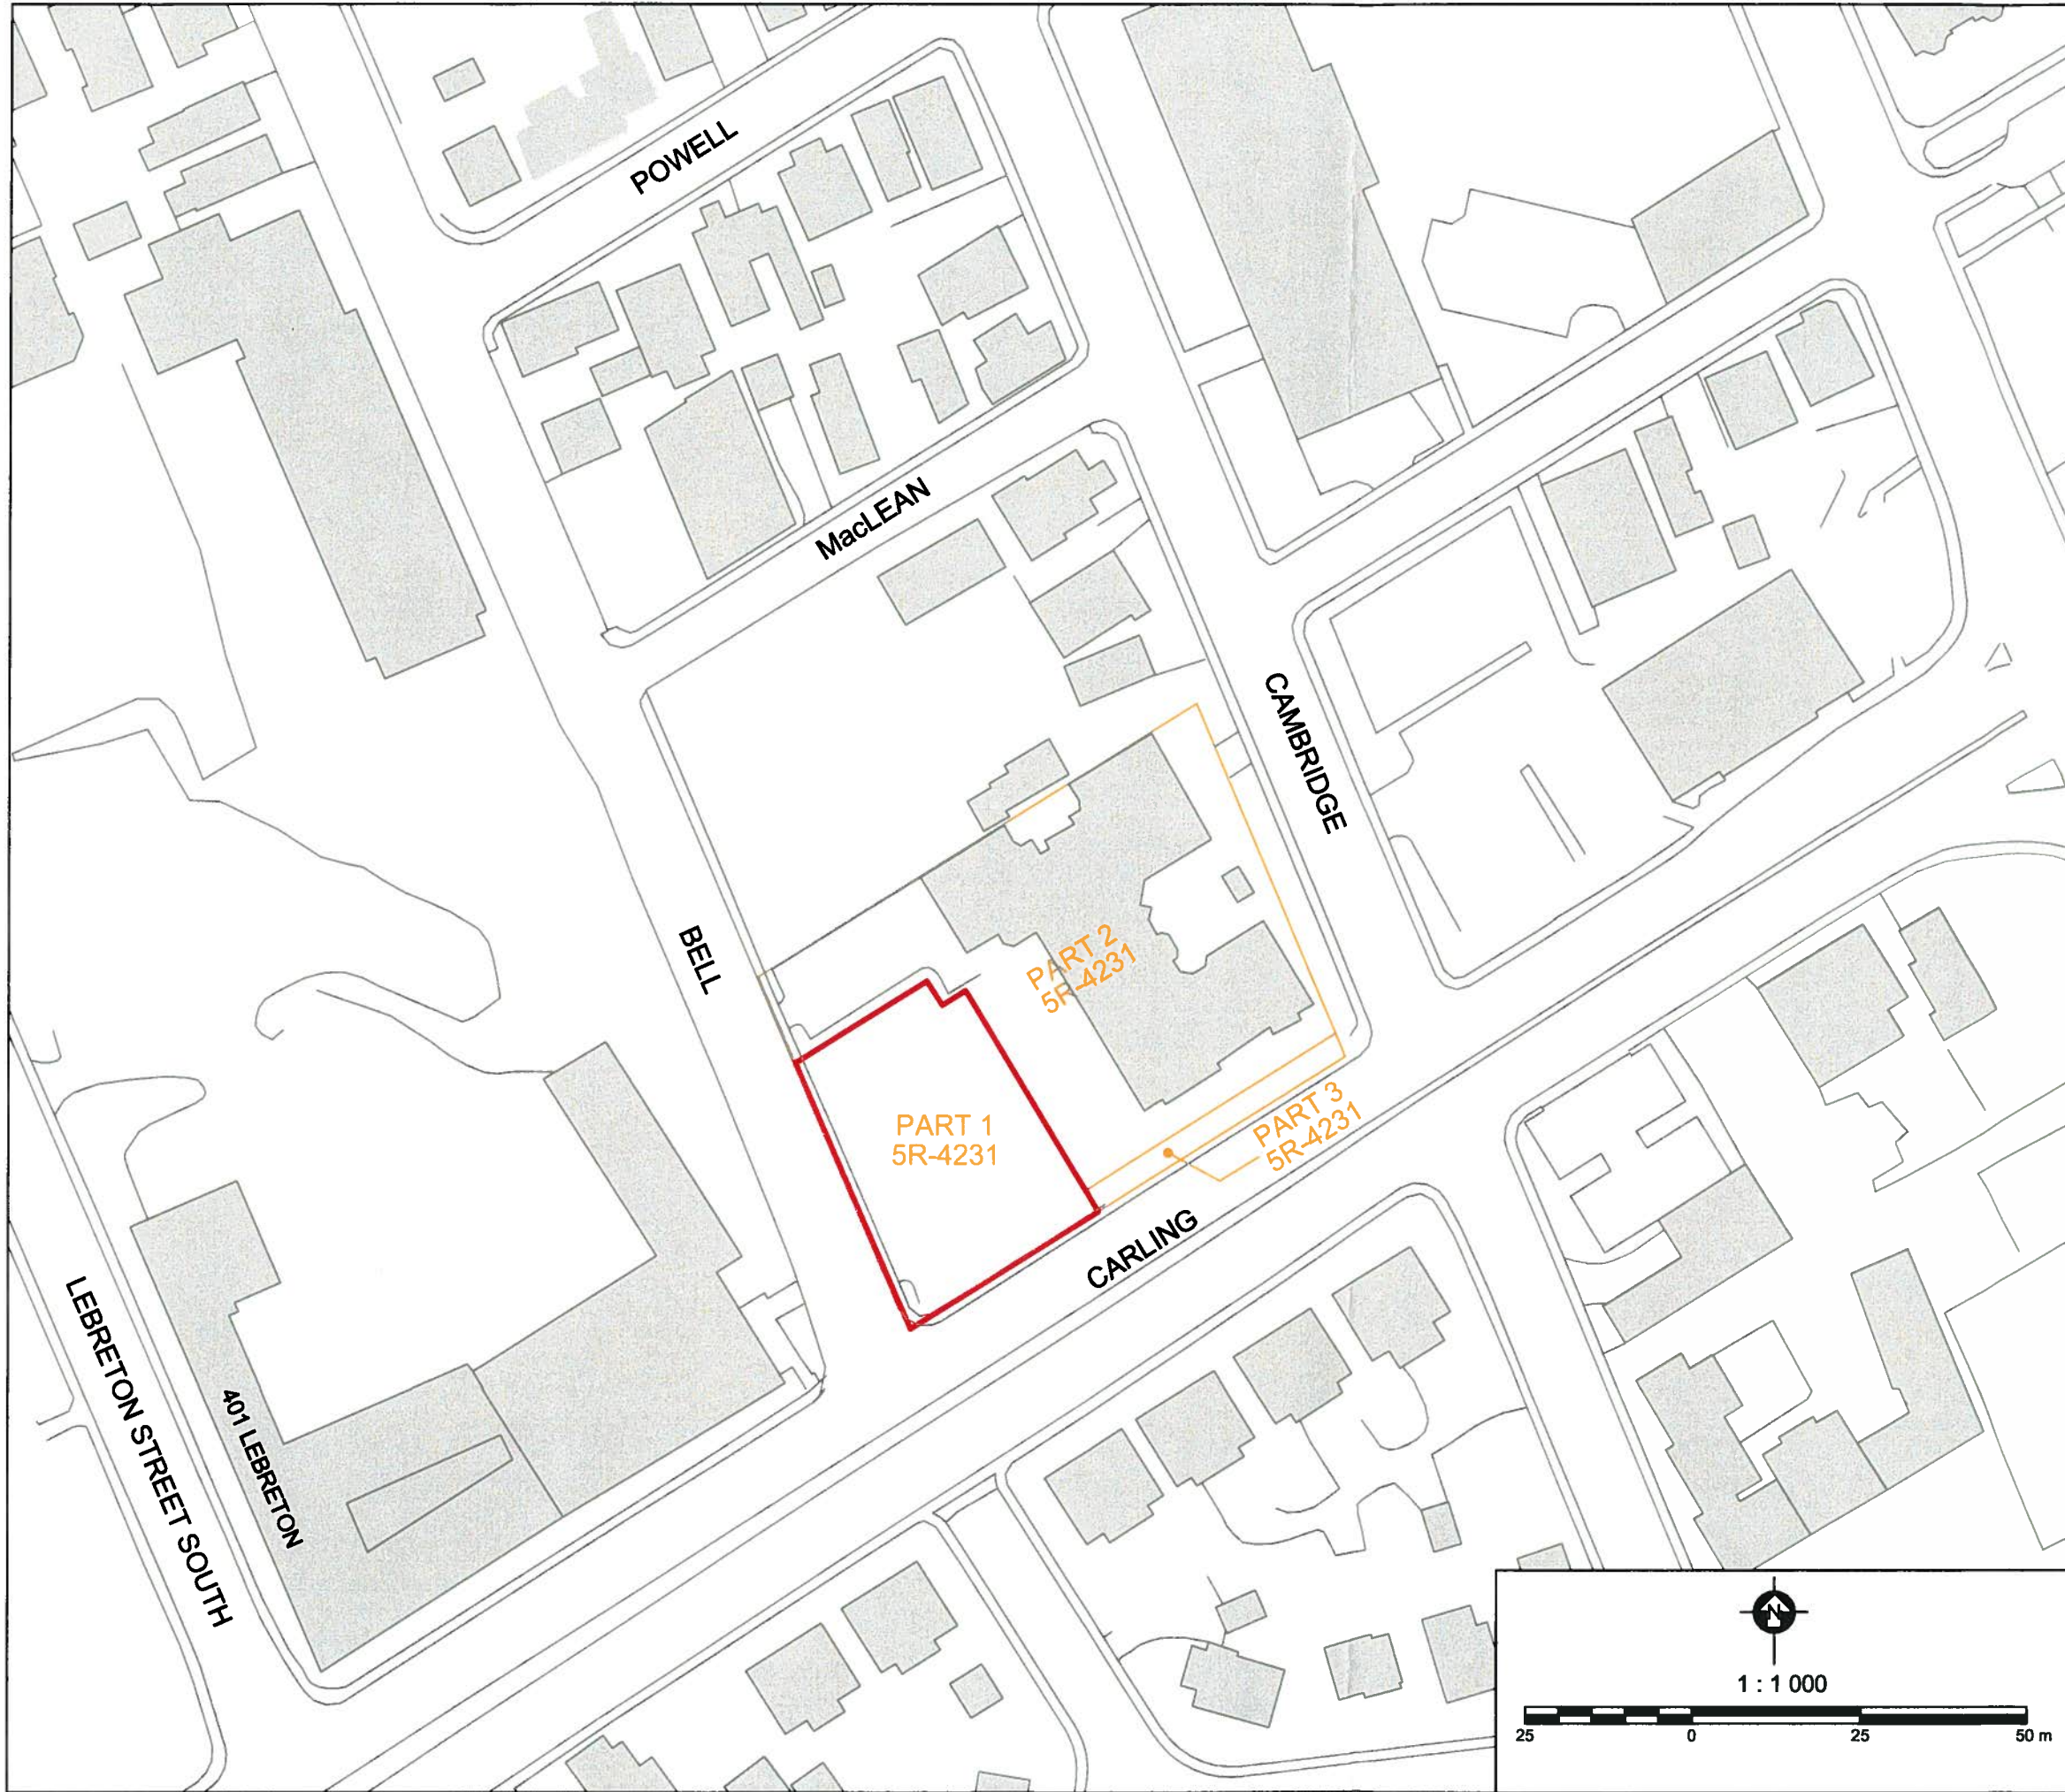 POWELL
MacLEAN
CAMBRIDGE
BELL
PART 2
5R-4231
PART 1
5R-4231
PART 3
5R-4231
CARLING
LEBRETON STREET SOUTH
401 LEBRETON
N
1 : 1 000
25 0 25 50 m